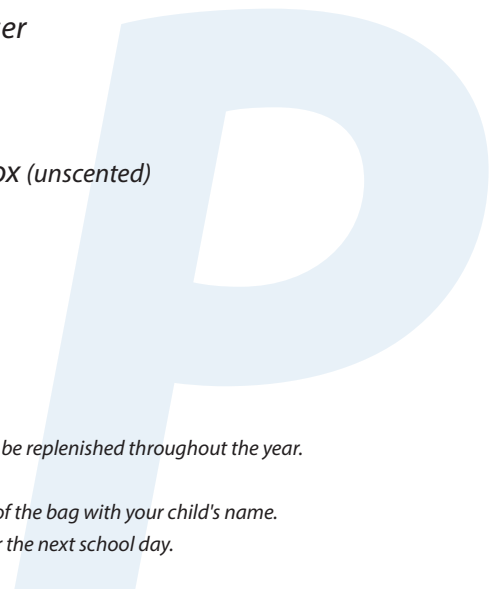 er
ox (unscented)
be replenished throughout the year.
of the bag with your child's name.
r the next school day.
P